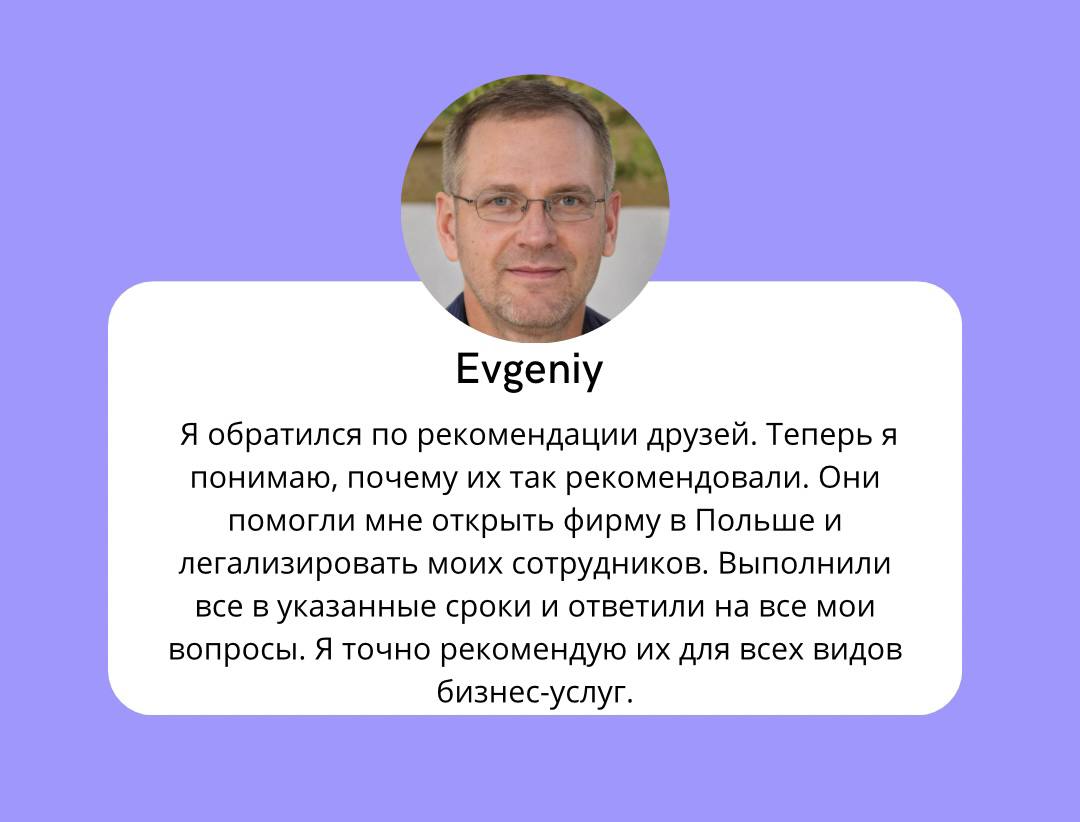 Evgeniy
Я обратился по рекомендации друзей. Теперь я
понимаю, почему их так рекомендовали. Они
помогли мне открыть фирму в Польше и
легализировать моих сотрудников. Выполнили
все в указанные сроки и ответили на все мои
вопросы. Я точно рекомендую их для всех видов
бизнес-услуг.